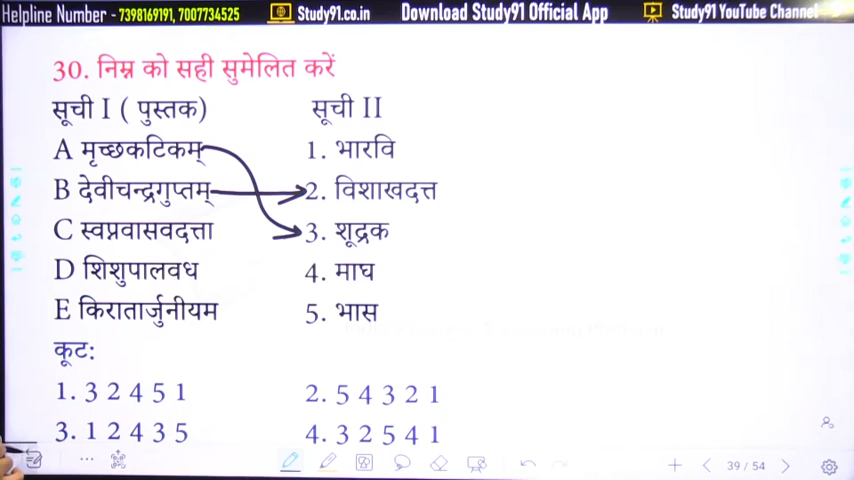 Helpline Number - 7398169191, 7007734525 Study91.co.in Download Study91 Official App Study91 YouTube Channel
30. निम्न को सही सुमेलित करें
सूची I ( पुस्तक) सूची II
A मृच्छकटिकम् 1. भारवि
B देवीचन्द्रगुप्तम् 2. विशाखदत्त
C स्वप्नवासवदत्ता 3. शूद्रक
D शिशुपालवध 4. माघ
E किरातार्जुनीयम 5. भास
कूट:
1. 3 2 4 5 1 2. 5 4 3 2 1
3. 1 2 4 3 5 4. 3 2 5 4 1
39 / 54